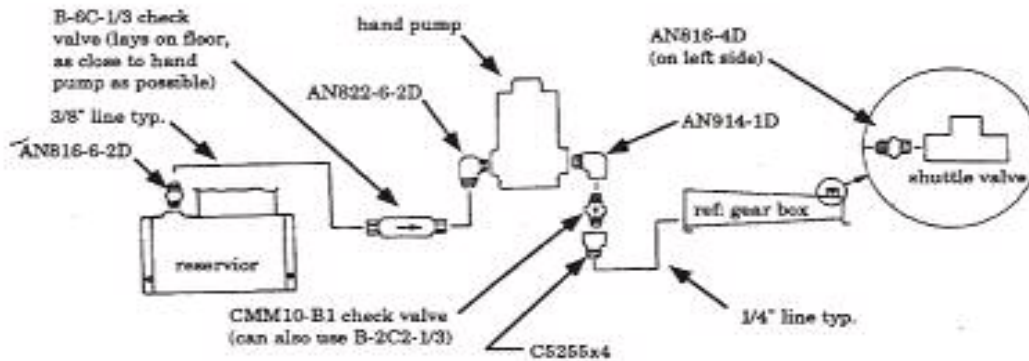 B-6C-1/3 check
valve (lays on floor,
as close to hand
pump as possible)
3/8" line typ.
AN816-6-2D
reservior
AN822-6-2D
hand pump
AN914-1D
AN816-4D
(on left side)
shuttle valve
ref: gear box
CMM10-B1 check valve
(can also use B-2C2-1/3)
C5255x4
1/4" line typ.